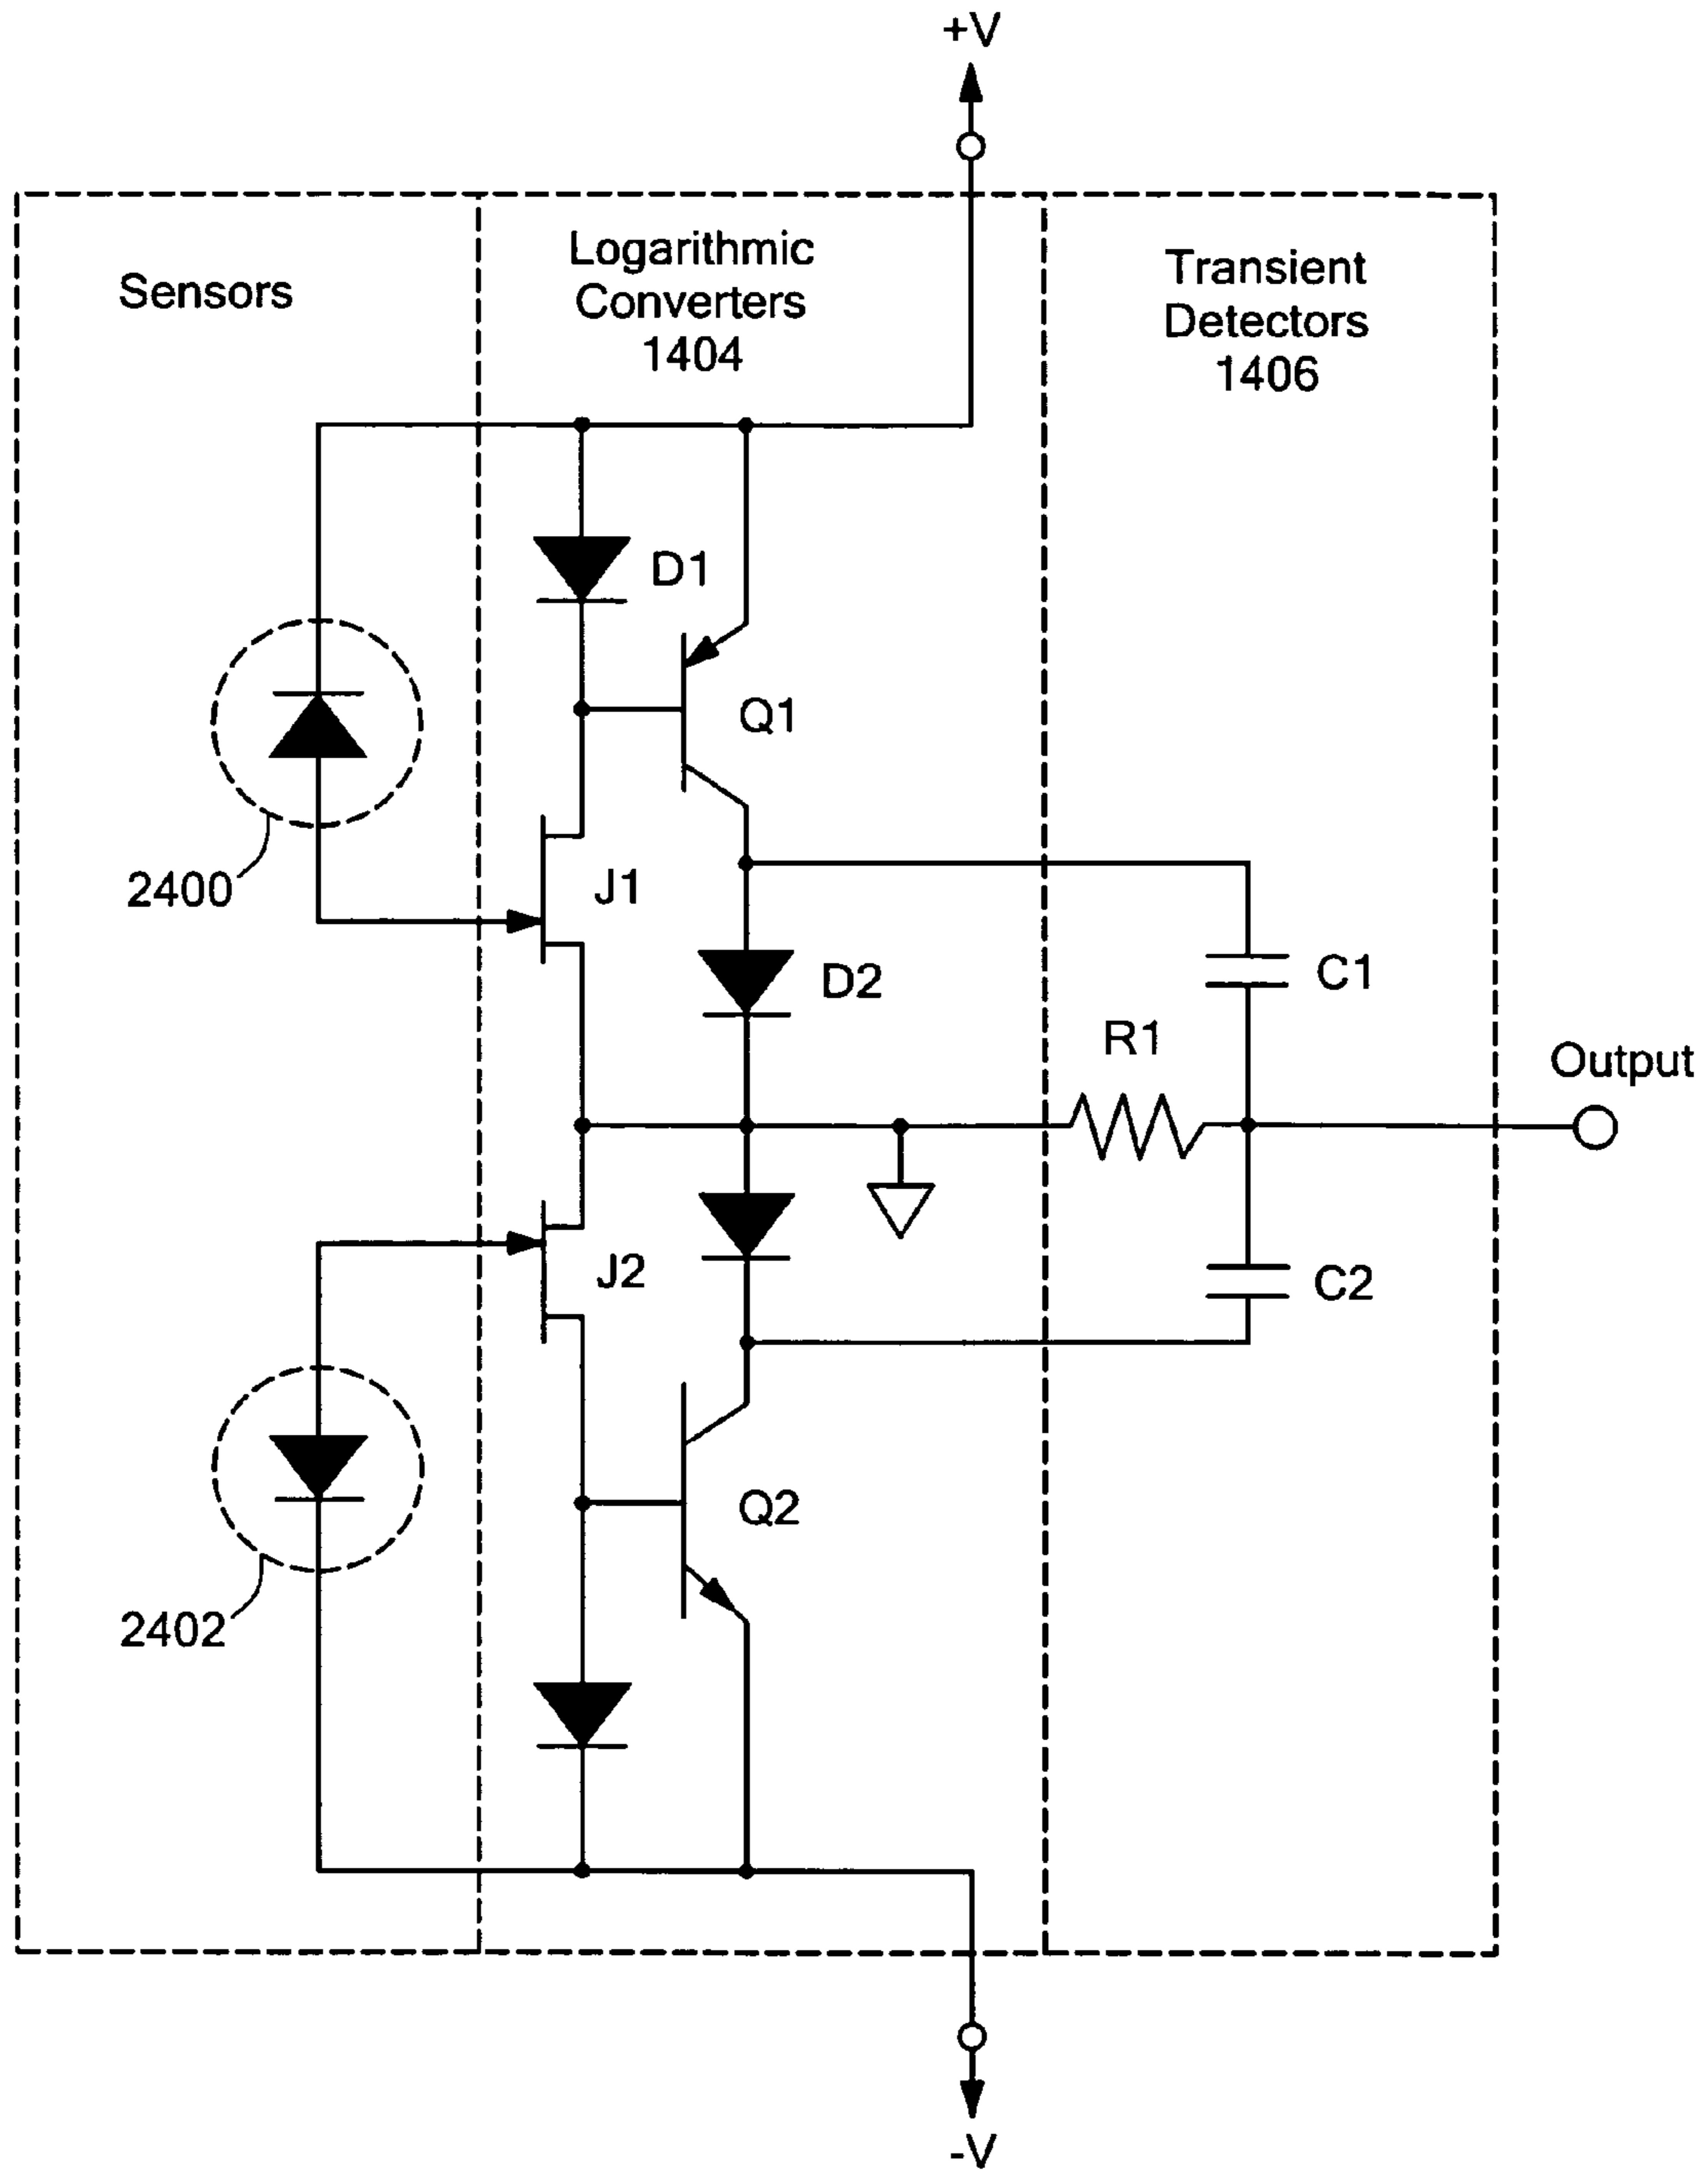 +V
Sensors
Logarithmic
Converters
1404
Transient
Detectors
1406
D1
Q1
2400
J1
D2
C1
R1
Output
J2
C2
Q2
2402
-V